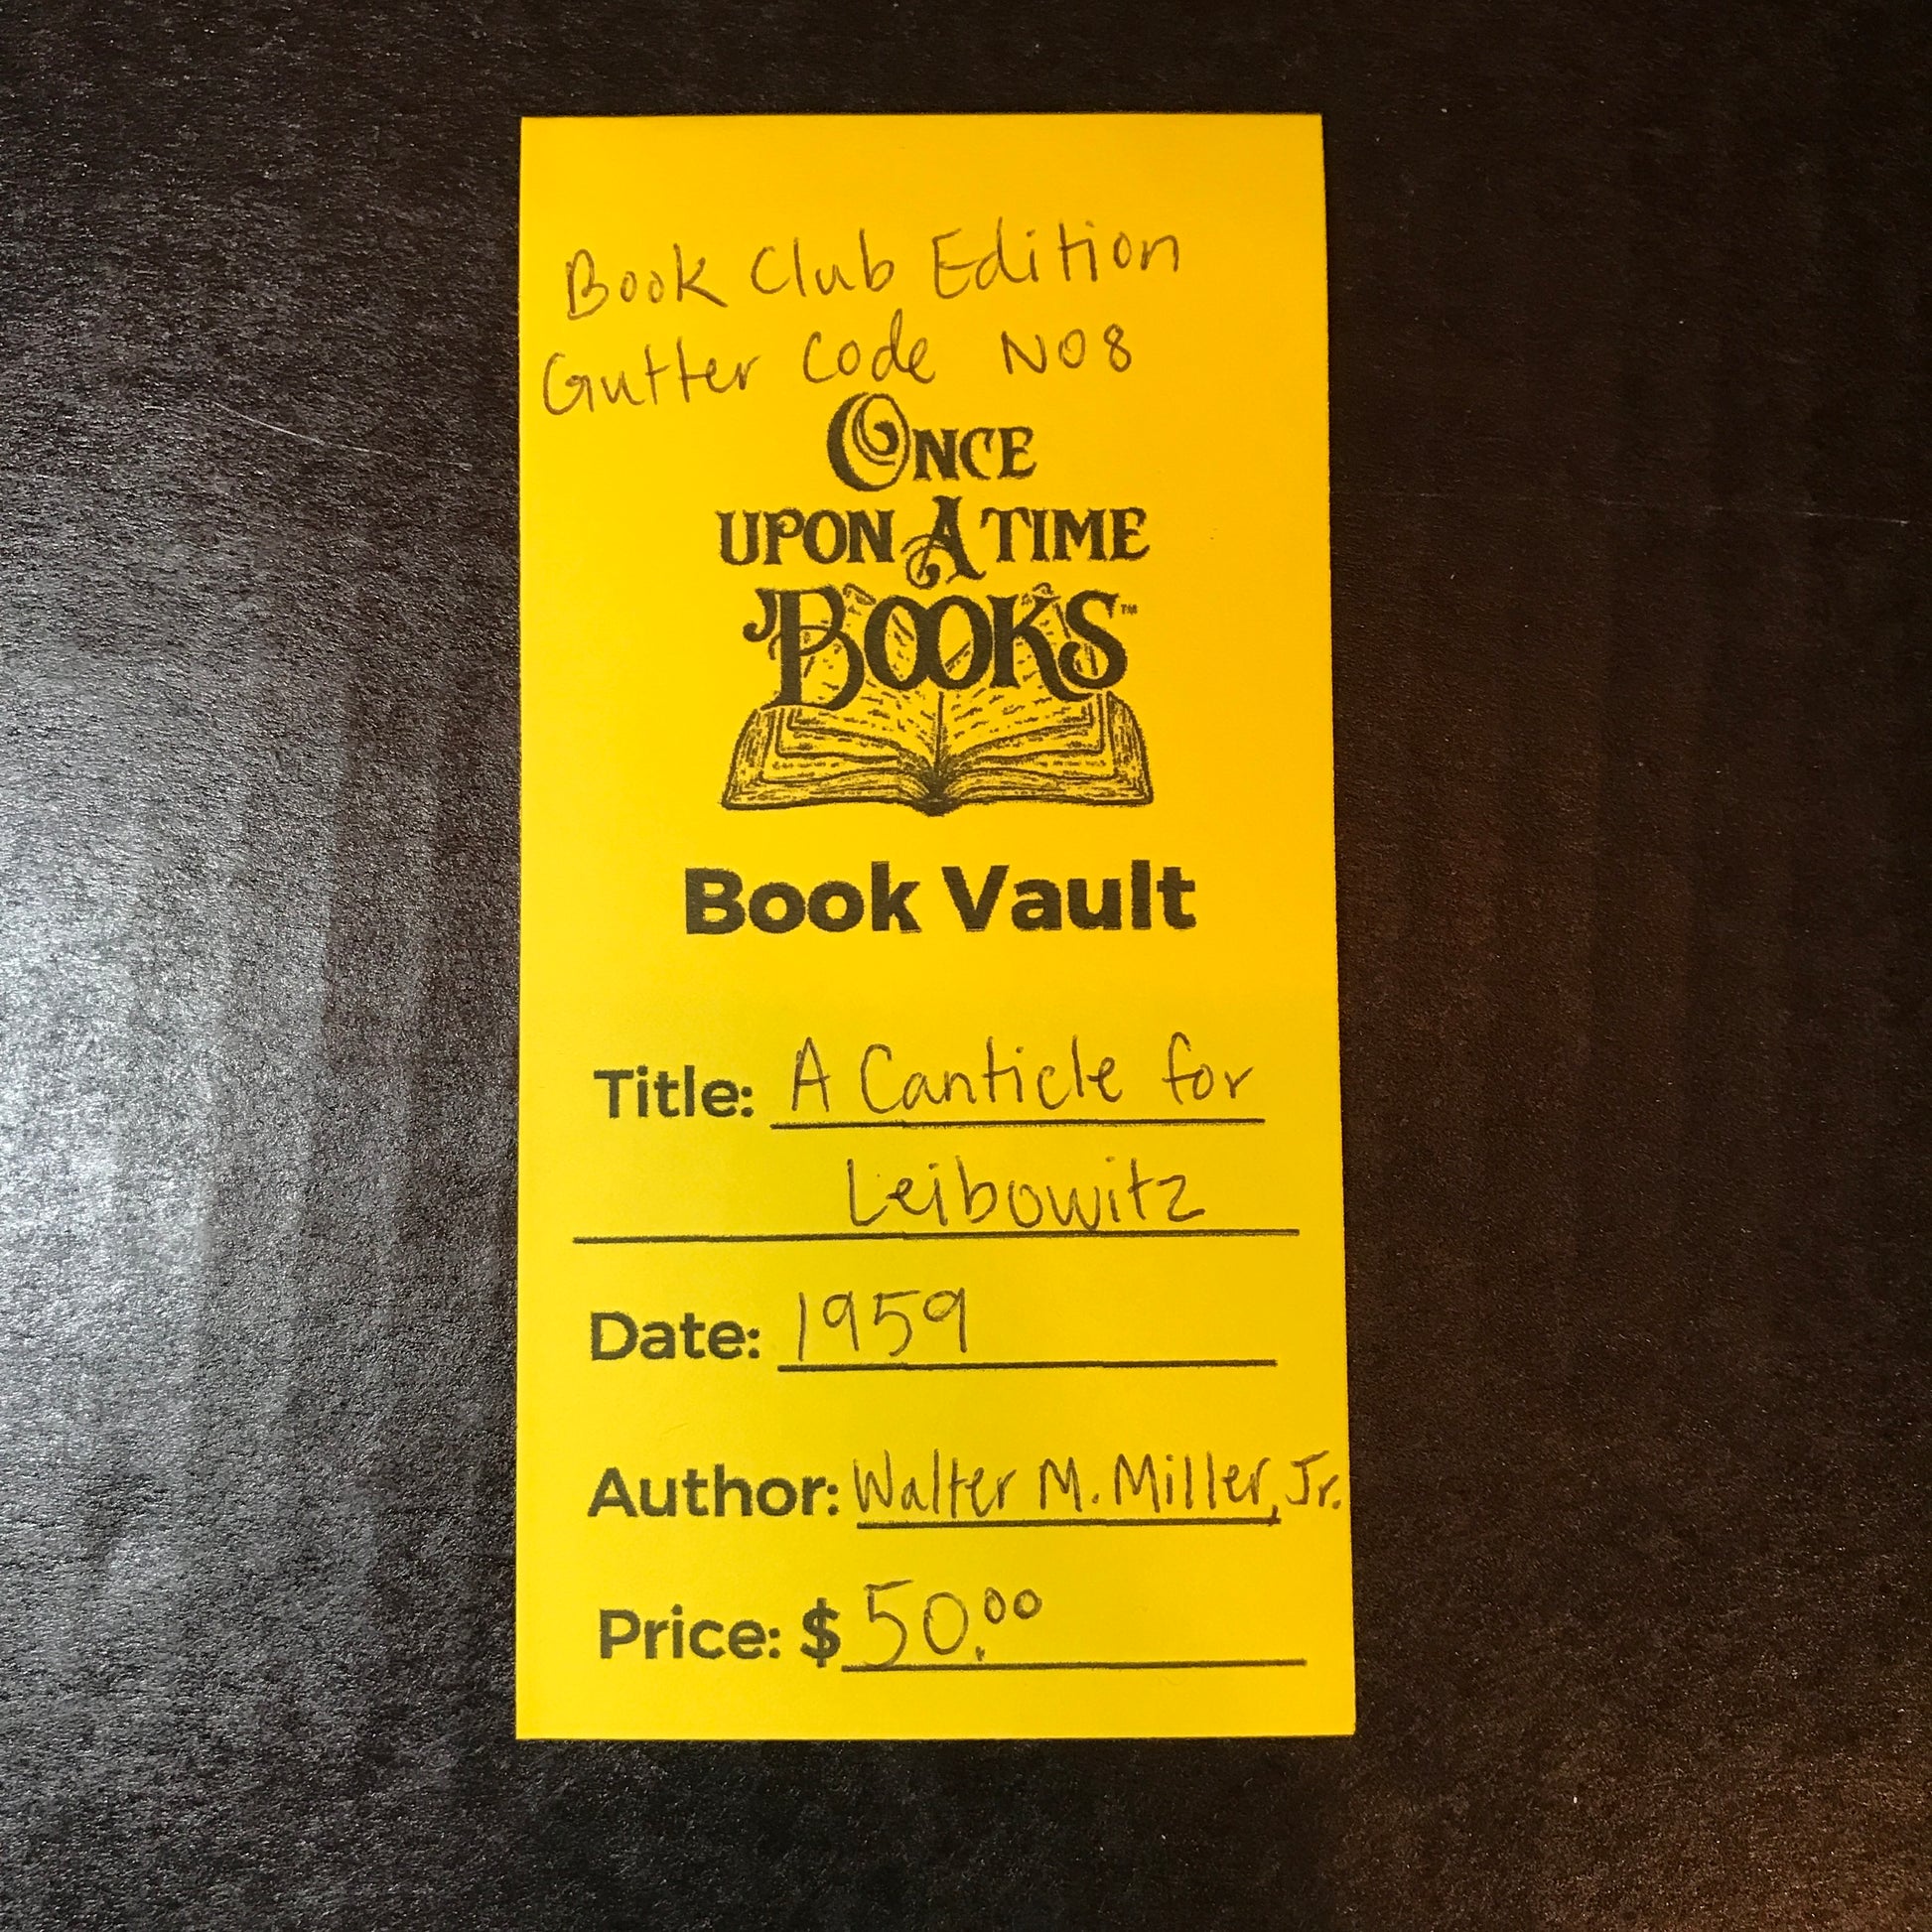 Book Club Edition
Gutter Code N08
ONCE
UPON A TIME
BOOKS™
Book Vault
Title: A Canticle for
Leibowitz
Date: 1959
Author: Walter M. Miller, Jr.
Price: $50.00